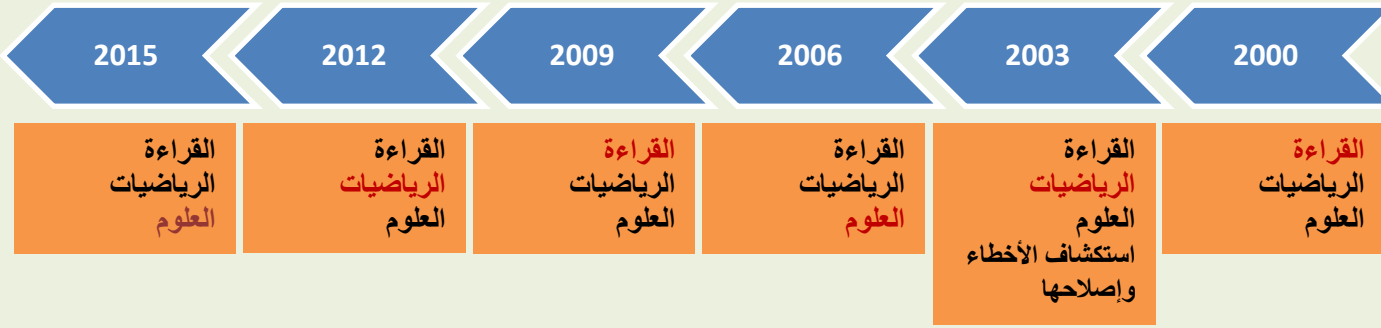 2000
2003
2006
2009
2012
2015
القراءة
الرياضيات
العلوم
القراءة
الرياضيات
العلوم
استكشاف الأخطاء
وإصلاحها
القراءة
الرياضيات
العلوم
القراءة
الرياضيات
العلوم
القراءة
الرياضيات
العلوم
القراءة
الرياضيات
العلوم